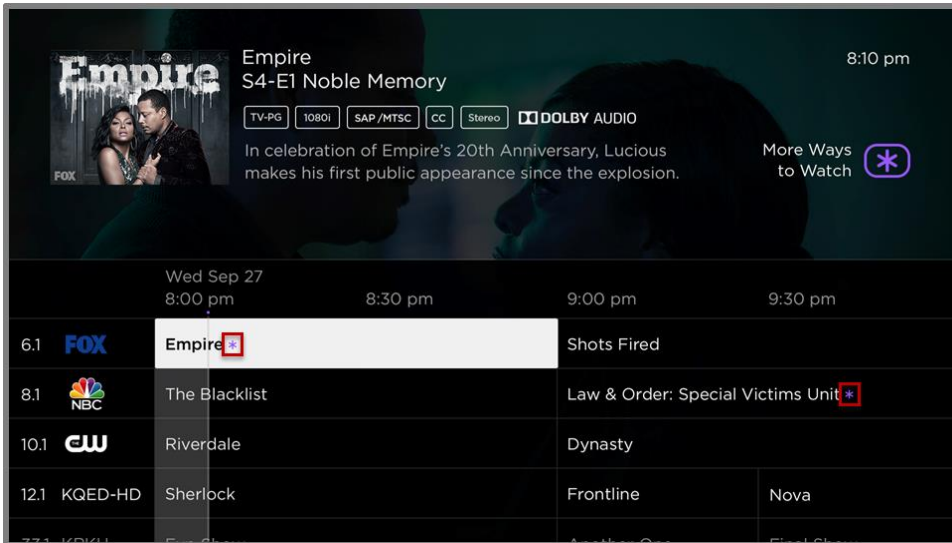 Empire
FOX
Empire
S4-E1 Noble Memory
TV-PG 1080i SAP / MTSC CC Stereo DOLBY AUDIO
In celebration of Empire's 20th Anniversary, Lucious
makes his first public appearance since the explosion.
8:10 pm
More Ways
to Watch *
Wed Sep 27
8:00 pm 8:30 pm 9:00 pm 9:30 pm
6.1 FOX Empire * Shots Fired
8.1 NBC The Blacklist Law & Order: Special Victims Unit *
10.1 CW Riverdale Dynasty
12.1 KQED-HD Sherlock Frontline Nova